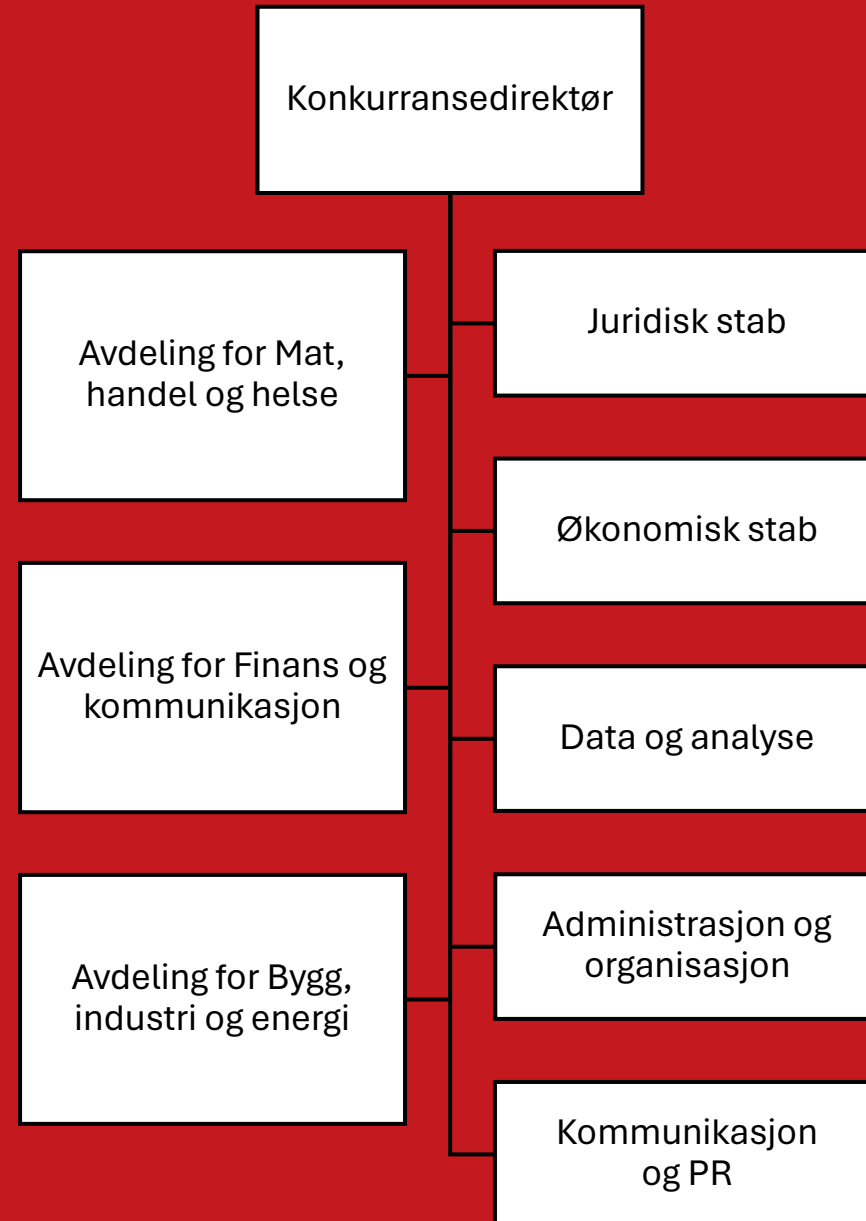 Konkurransedirektør
Avdeling for Mat,
handel og helse
Avdeling for Finans og
kommunikasjon
Avdeling for Bygg,
industri og energi
Juridisk stab
Økonomisk stab
Data og analyse
Administrasjon og
organisasjon
Kommunikasjon
og PR